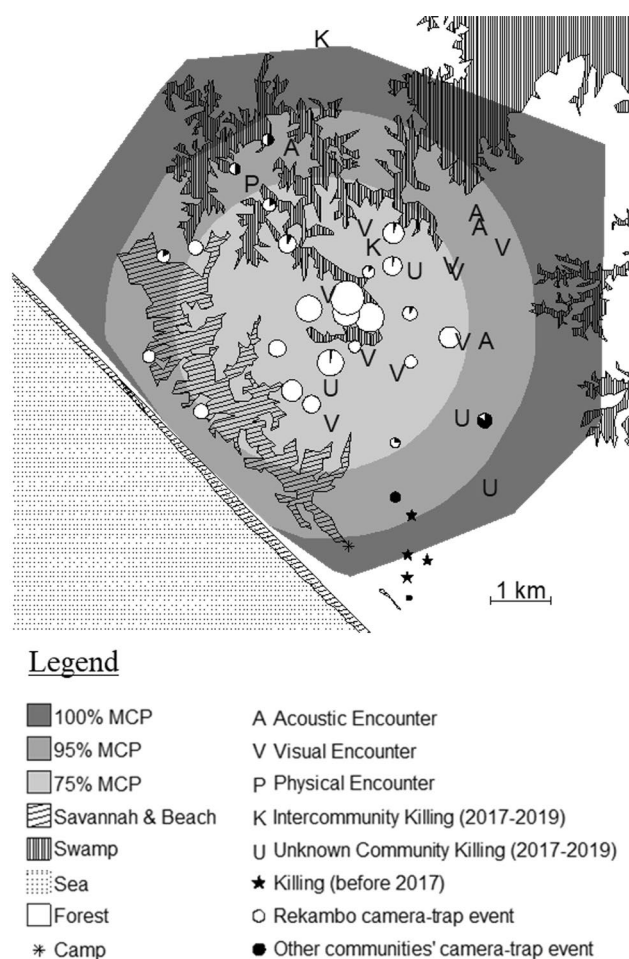 K
A
P
A
V A
K V
V
U V
V
V A
V
V
U
U
V
U
1 km
Legend
100% MCP
95% MCP
75% MCP
Savannah & Beach
Swamp
Sea
Forest
Camp
A Acoustic Encounter
V Visual Encounter
P Physical Encounter
K Intercommunity Killing (2017-2019)
U Unknown Community Killing (2017-2019)
Killing (before 2017)
Rekambo camera-trap event
Other communities' camera-trap event